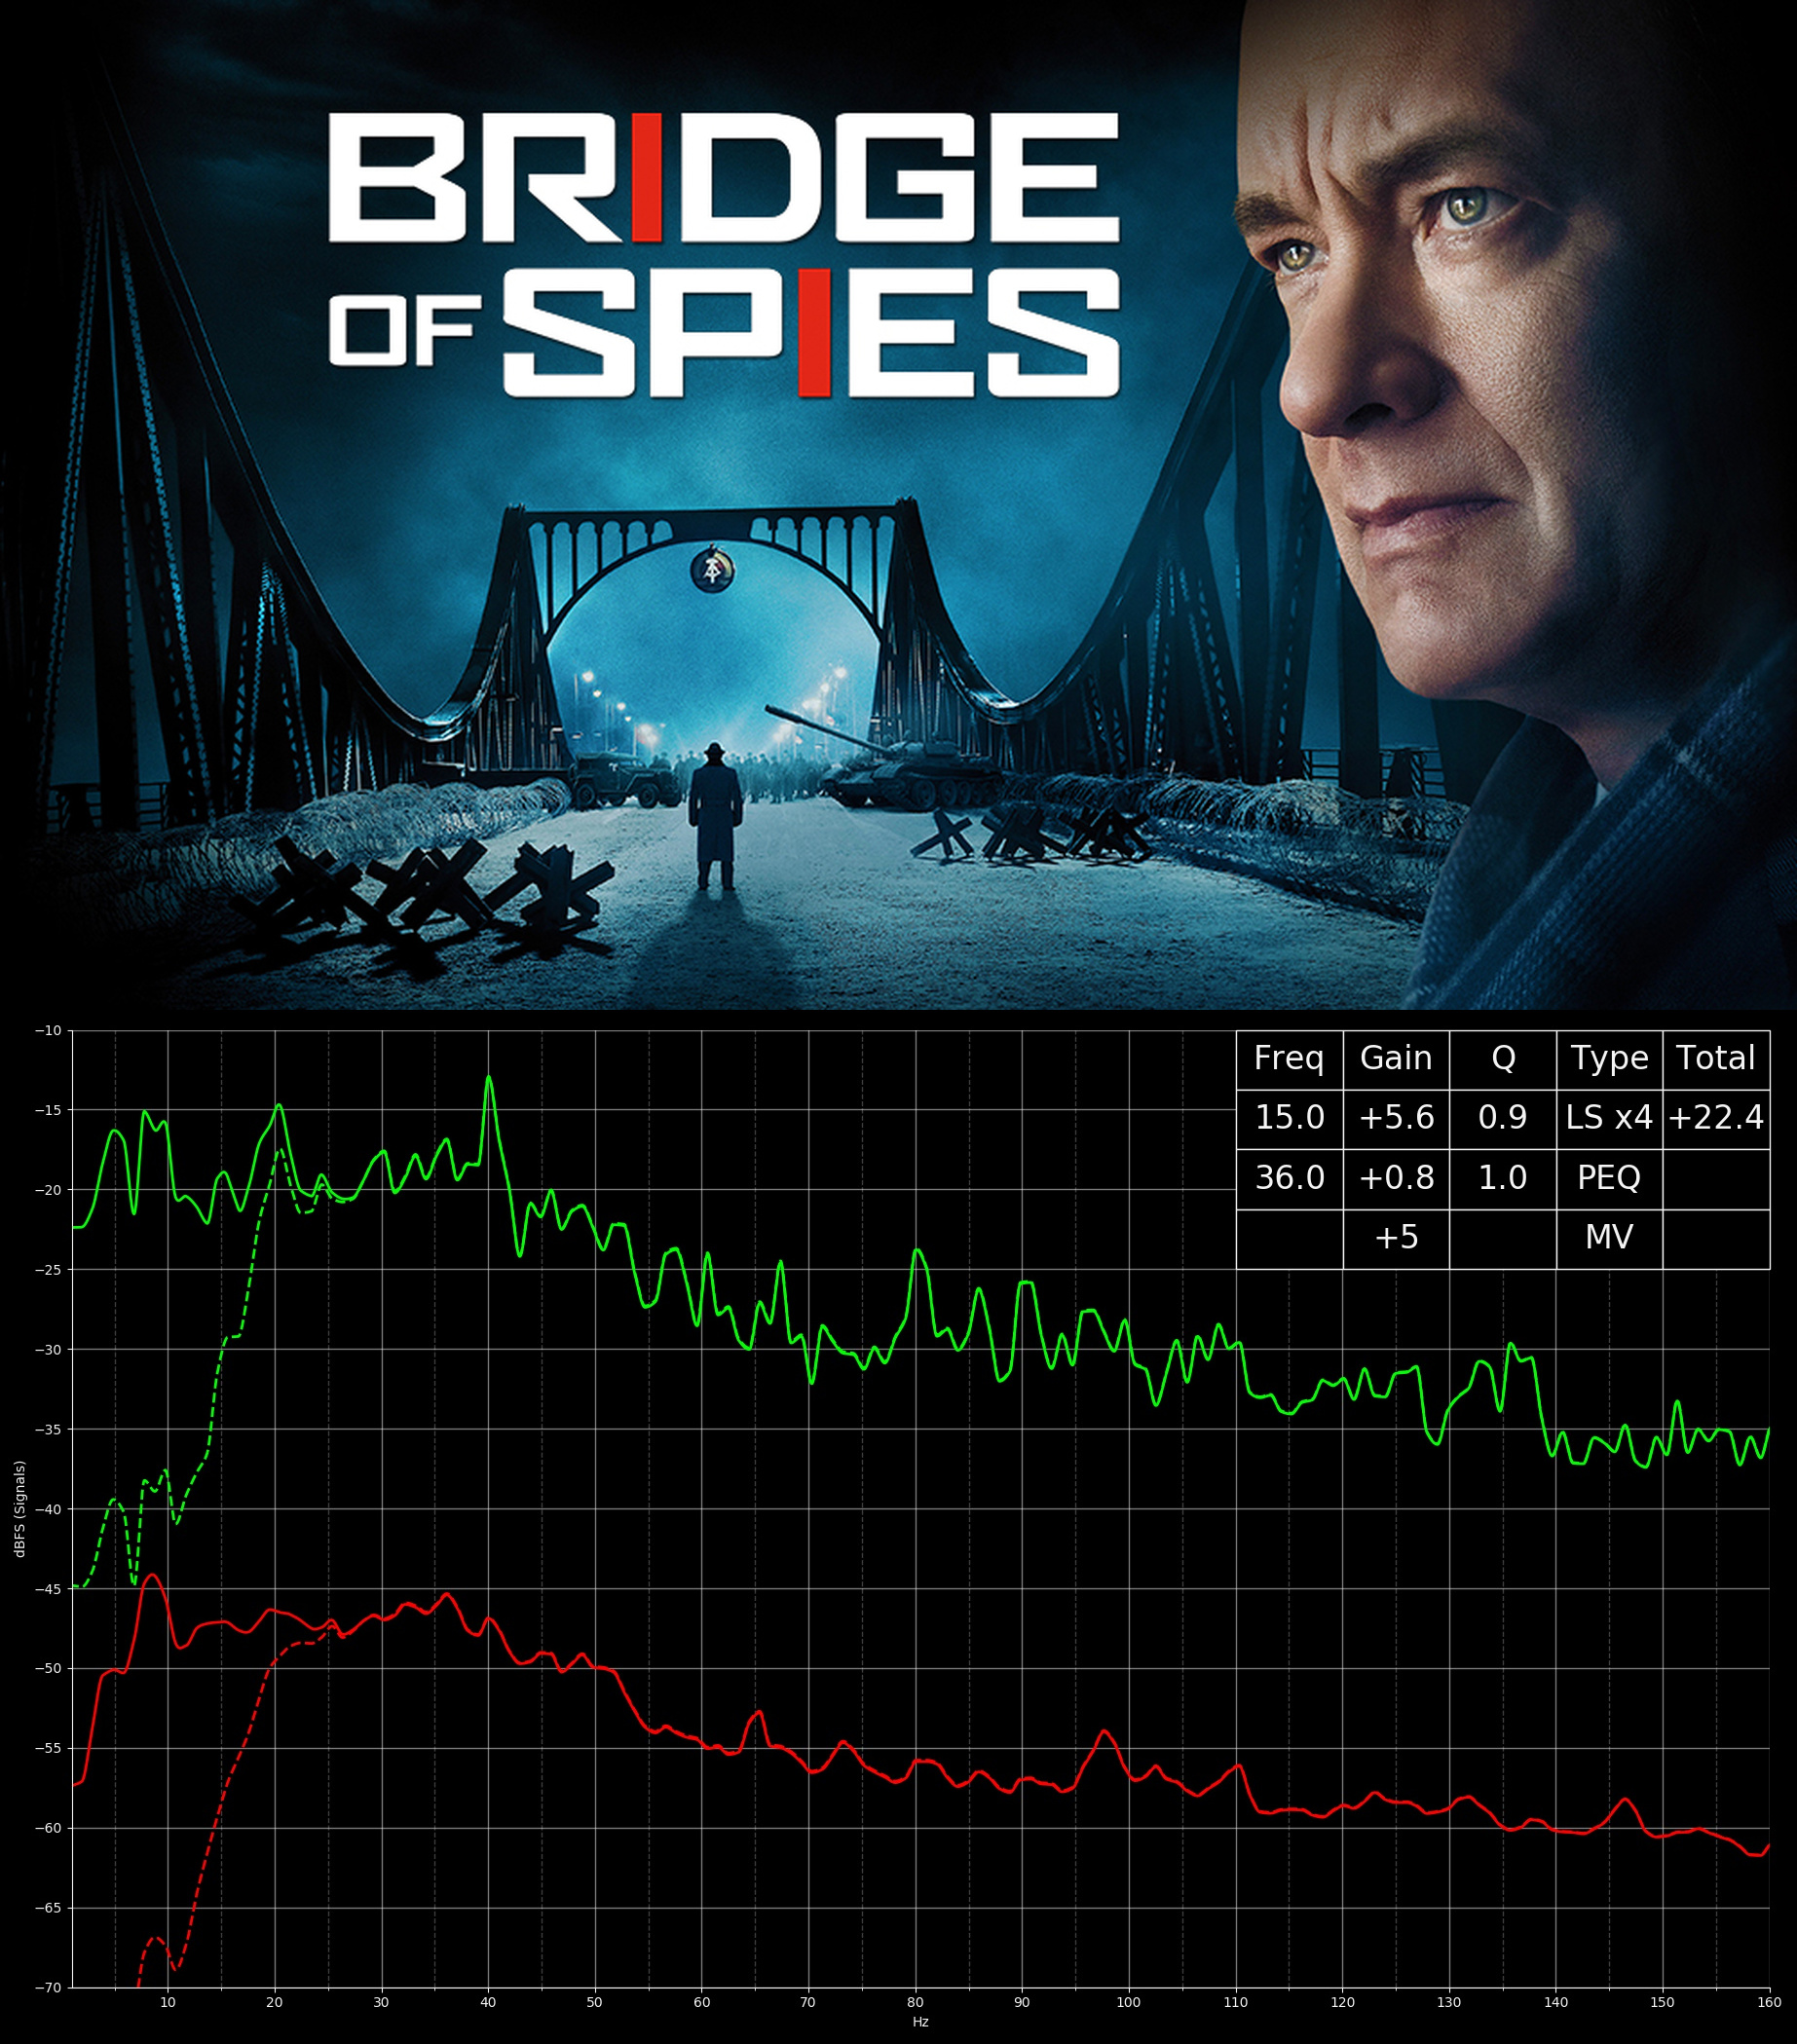 BRIDGE
OF SPIES
Freq Gain Q Type Total
15.0 +5.6 0.9 LS x4 +22.4
36.0 +0.8 1.0 PEQ
+5 MV
−10
−15
−20
−25
−30
−35
−40
−45
−50
−55
−60
−65
−70
dBFS (Signals)
10 20 30 40 50 60 70 80 90 100 110 120 130 140 150 160
Hz